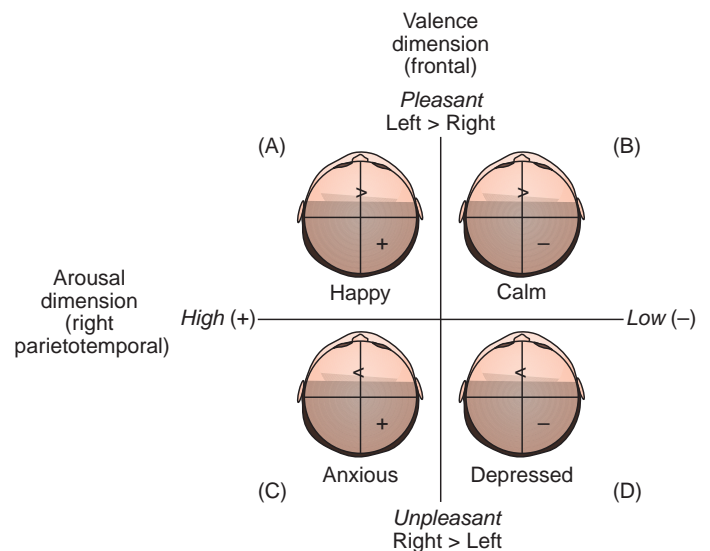 Valence
dimension
(frontal)
Pleasant
Left > Right
(A)
(B)
>
>
+
–
Happy
Calm
Arousal
dimension
(right
parietotemporal)
High (+)
Low (–)
<
<
+
–
Anxious
Depressed
(C)
(D)
Unpleasant
Right > Left